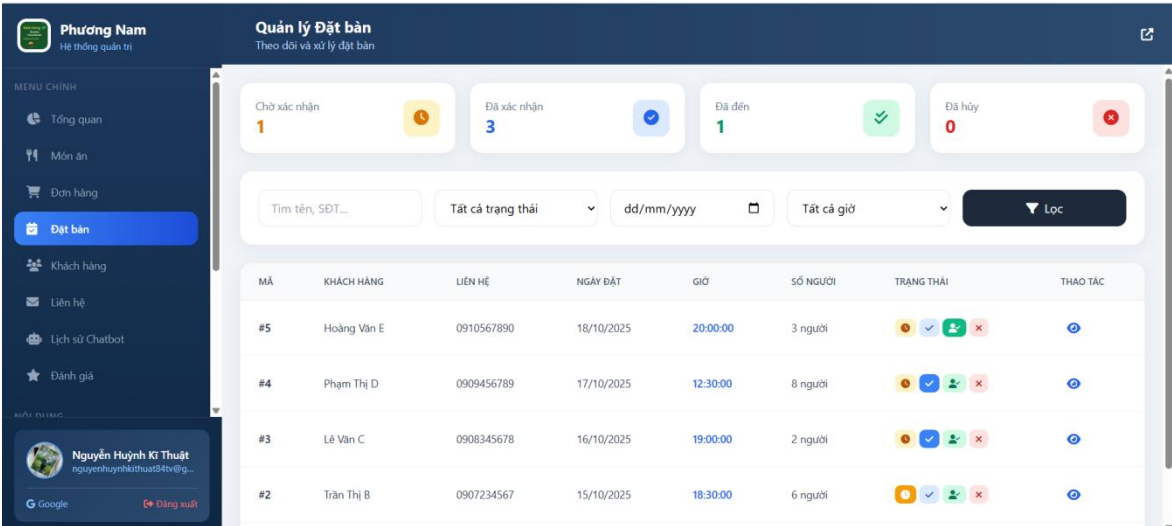 Phương Nam
Hệ thống quản trị
Quản lý Đặt bàn
Theo dõi và xử lý đặt bàn
MENU CHÍNH
Tổng quan
Món ăn
Đơn hàng
Đặt bàn
Khách hàng
Liên hệ
Lịch sử Chatbot
Đánh giá
NỘI DUNG
Nguyễn Huỳnh Kĩ Thuật
nguyenhuynhkithuat84tv@g...
Google Đăng xuất
Chờ xác nhận
1
Đã xác nhận
3
Đã đến
1
Đã hủy
0
Tìm tên, SĐT... Tất cả trạng thái dd/mm/yyyy Tất cả giờ Lọc
MÃ KHÁCH HÀNG LIÊN HỆ NGÀY ĐẶT GIỜ SỐ NGƯỜI TRẠNG THÁI THAO TÁC
#5 Hoàng Văn E 0910567890 18/10/2025 20:00:00 3 người
#4 Phạm Thị D 0909456789 17/10/2025 12:30:00 8 người
#3 Lê Văn C 0908345678 16/10/2025 19:00:00 2 người
#2 Trần Thị B 0907234567 15/10/2025 18:30:00 6 người